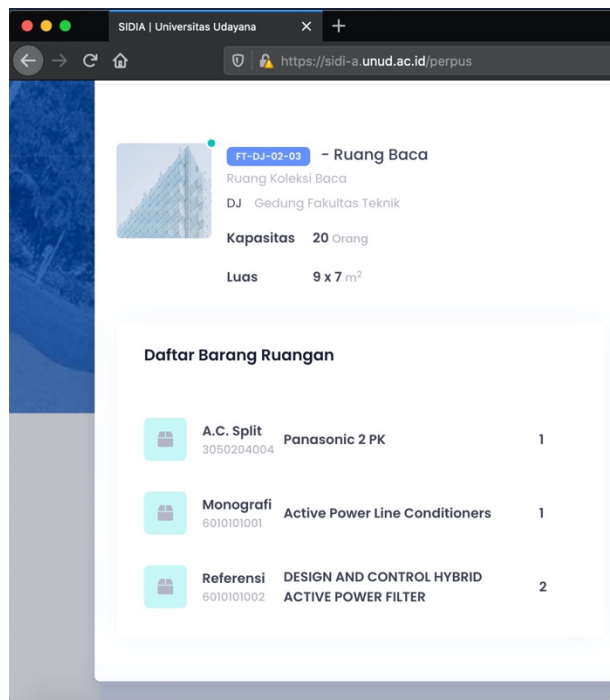 SIDIA | Universitas Udayana
https://sidi-a.unud.ac.id/perpus
FT-DJ-02-03 - Ruang Baca
Ruang Koleksi Baca
DJ Gedung Fakultas Teknik
Kapasitas 20 Orang
Luas 9 x 7 m²
Daftar Barang Ruangan
A.C. Split
3050204004
Panasonic 2 PK
1
Monografi
6010101001
Active Power Line Conditioners
1
Referensi
6010101002
DESIGN AND CONTROL HYBRID
ACTIVE POWER FILTER
2